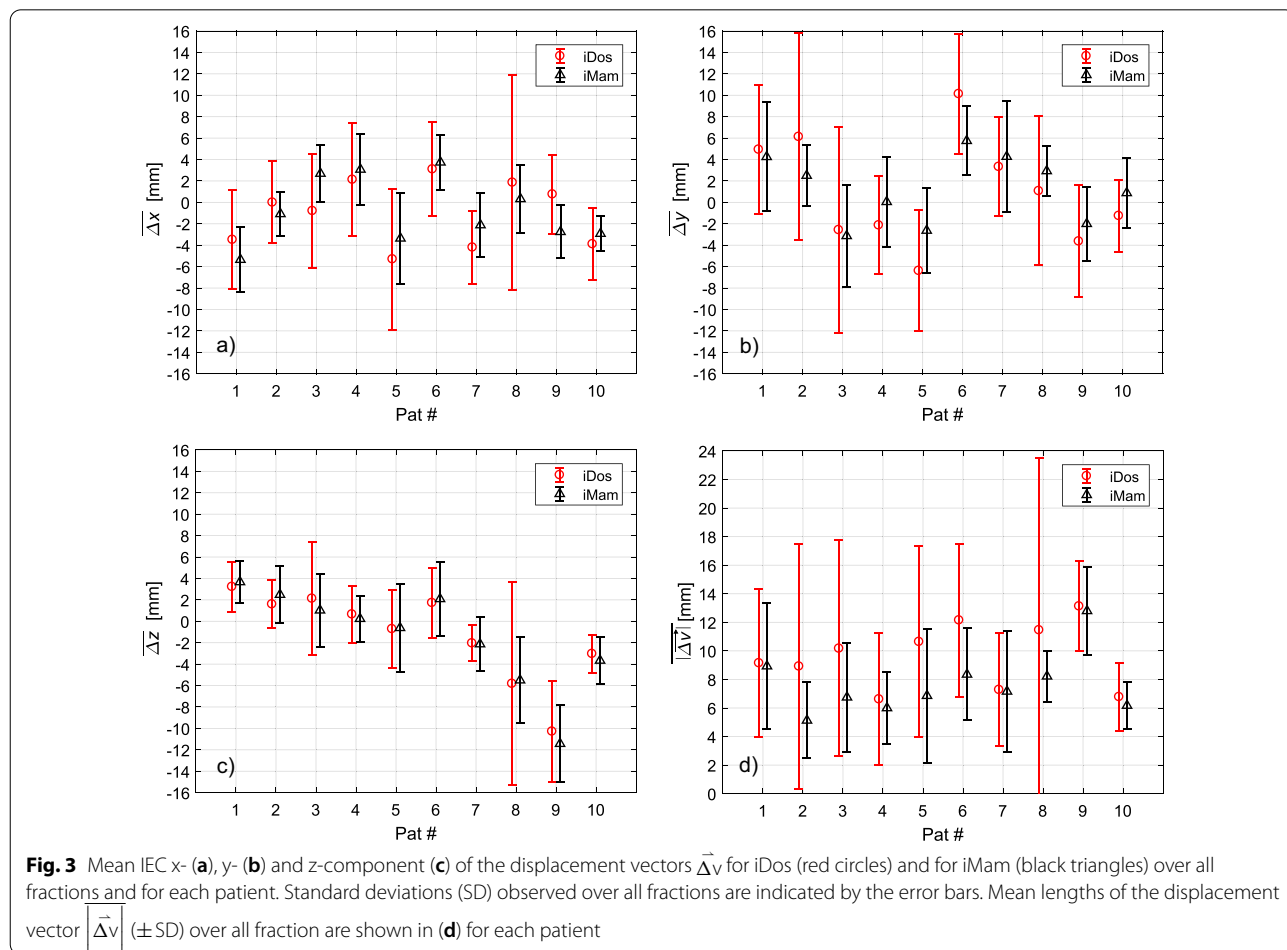 16
14
12
10
8
6
4
2
0
-2
-4
-6
-8
-10
-12
-14
-16
Δx [mm]
iDos
iMam
a)
1 2 3 4 5 6 7 8 9 10
Pat #
16
14
12
10
8
6
4
2
0
-2
-4
-6
-8
-10
-12
-14
-16
Δy [mm]
iDos
iMam
b)
1 2 3 4 5 6 7 8 9 10
Pat #
16
14
12
10
8
6
4
2
0
-2
-4
-6
-8
-10
-12
-14
-16
Δz [mm]
iDos
iMam
c)
1 2 3 4 5 6 7 8 9 10
Pat #
24
22
20
18
16
14
12
10
8
6
4
2
0
|Δv| [mm]
iDos
iMam
d)
1 2 3 4 5 6 7 8 9 10
Pat #
Fig. 3 Mean IEC x- (a), y- (b) and z-component (c) of the displacement vectors Δv for iDos (red circles) and for iMam (black triangles) over all
fractions and for each patient. Standard deviations (SD) observed over all fractions are indicated by the error bars. Mean lengths of the displacement
vector |Δv| (±SD) over all fraction are shown in (d) for each patient